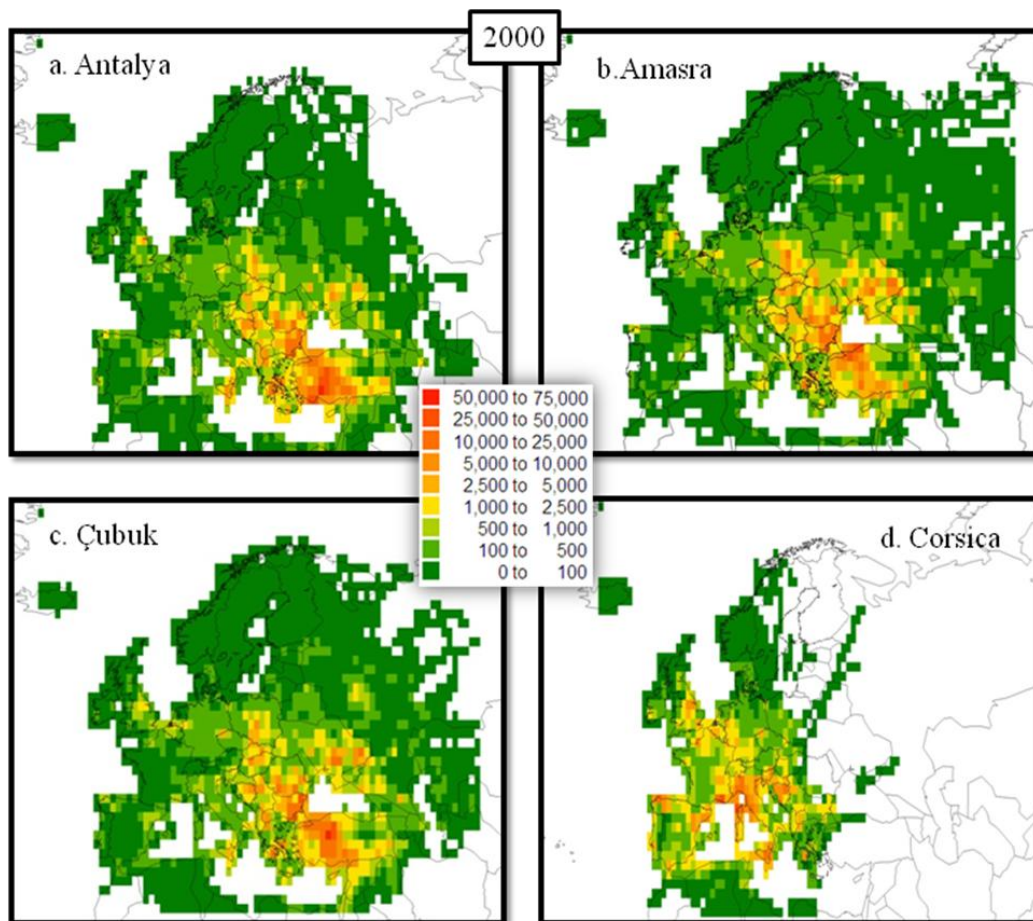 2000
a. Antalya
b.Amasra
50,000 to 75,000
25,000 to 50,000
10,000 to 25,000
5,000 to 10,000
2,500 to 5,000
1,000 to 2,500
500 to 1,000
100 to 500
0 to 100
c. Çubuk
d. Corsica